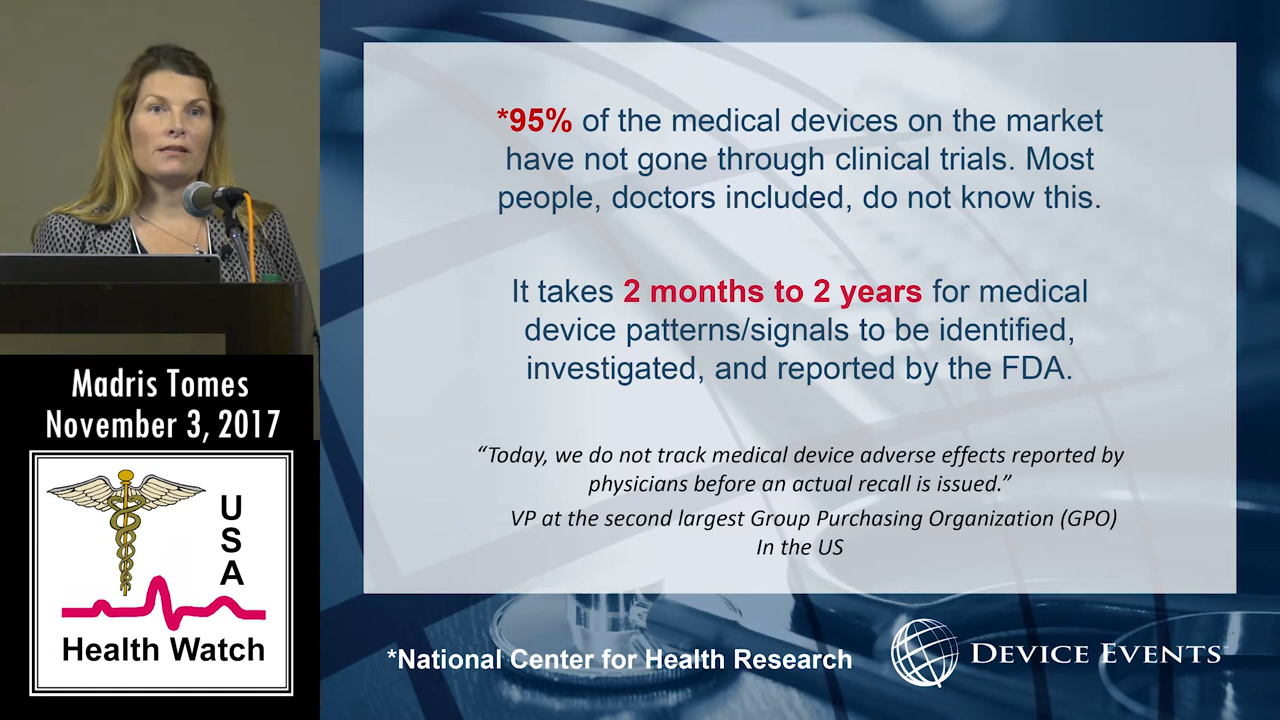 *95% of the medical devices on the market
have not gone through clinical trials. Most
people, doctors included, do not know this.
It takes 2 months to 2 years for medical
device patterns/signals to be identified,
investigated, and reported by the FDA.
“Today, we do not track medical device adverse effects reported by
physicians before an actual recall is issued.”
VP at the second largest Group Purchasing Organization (GPO)
In the US
*National Center for Health Research
DEVICE EVENTS
Madris Tomes
November 3, 2017
U
S
A
Health Watch